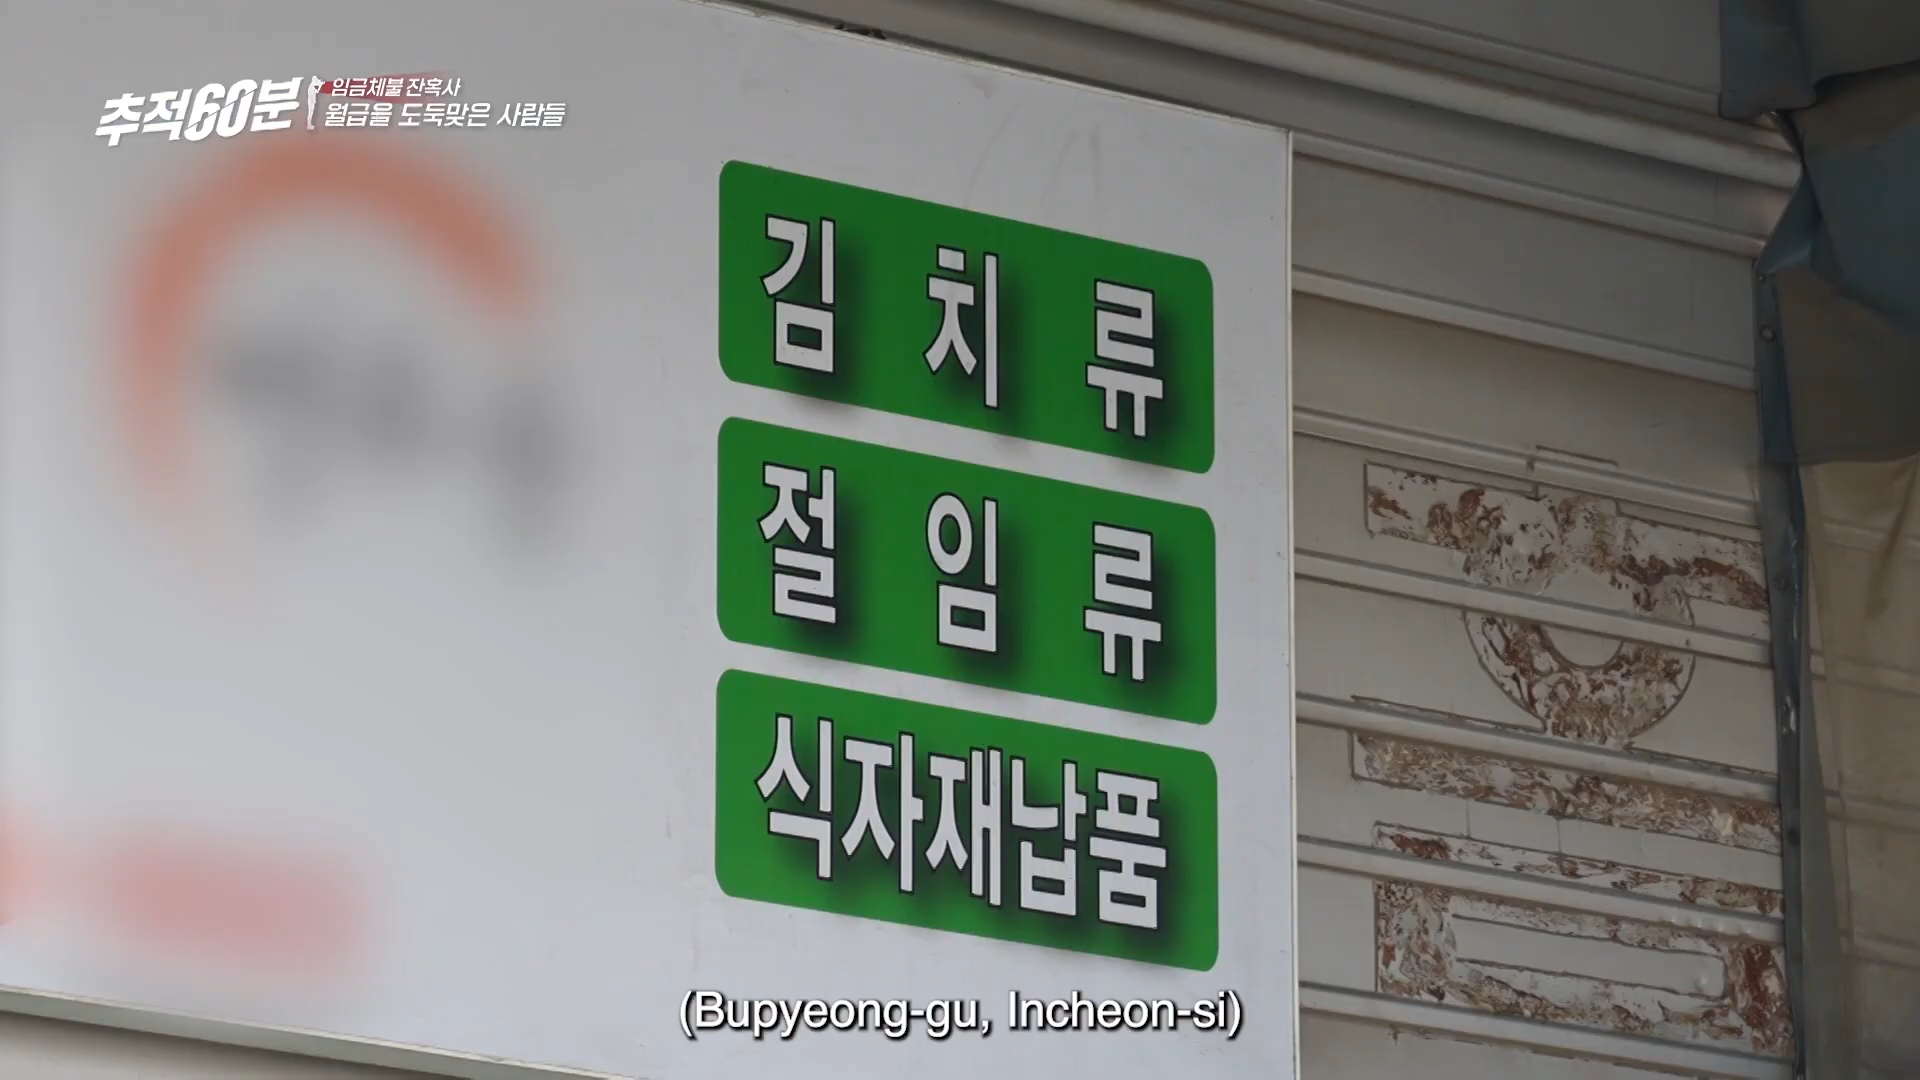 추적60분
임금체불 잔혹사
월급을 도둑맞은 사람들
김치류
절임류
식자재납품
(Bupyeong-gu, Incheon-si)